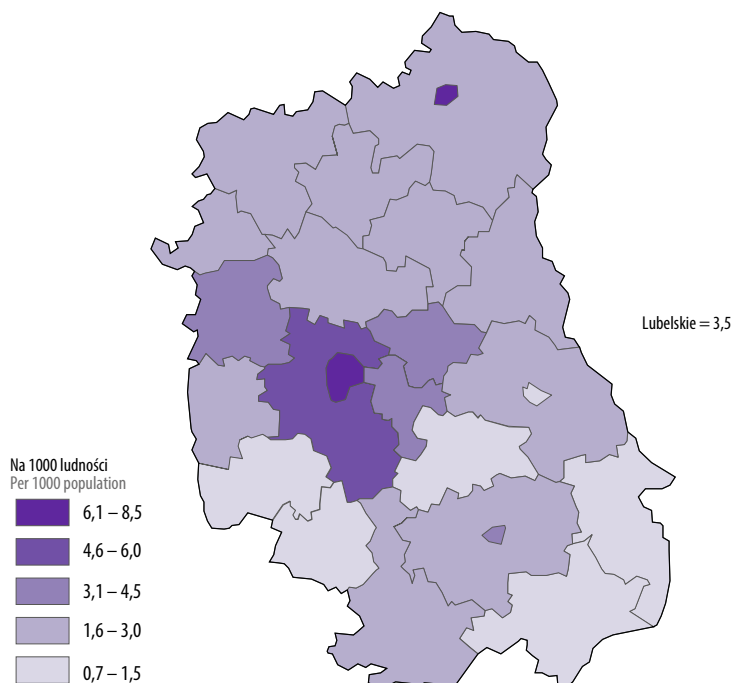 Lubelskie = 3,5
Na 1000 ludności
Per 1000 population
6,1 – 8,5
4,6 – 6,0
3,1 – 4,5
1,6 – 3,0
0,7 – 1,5